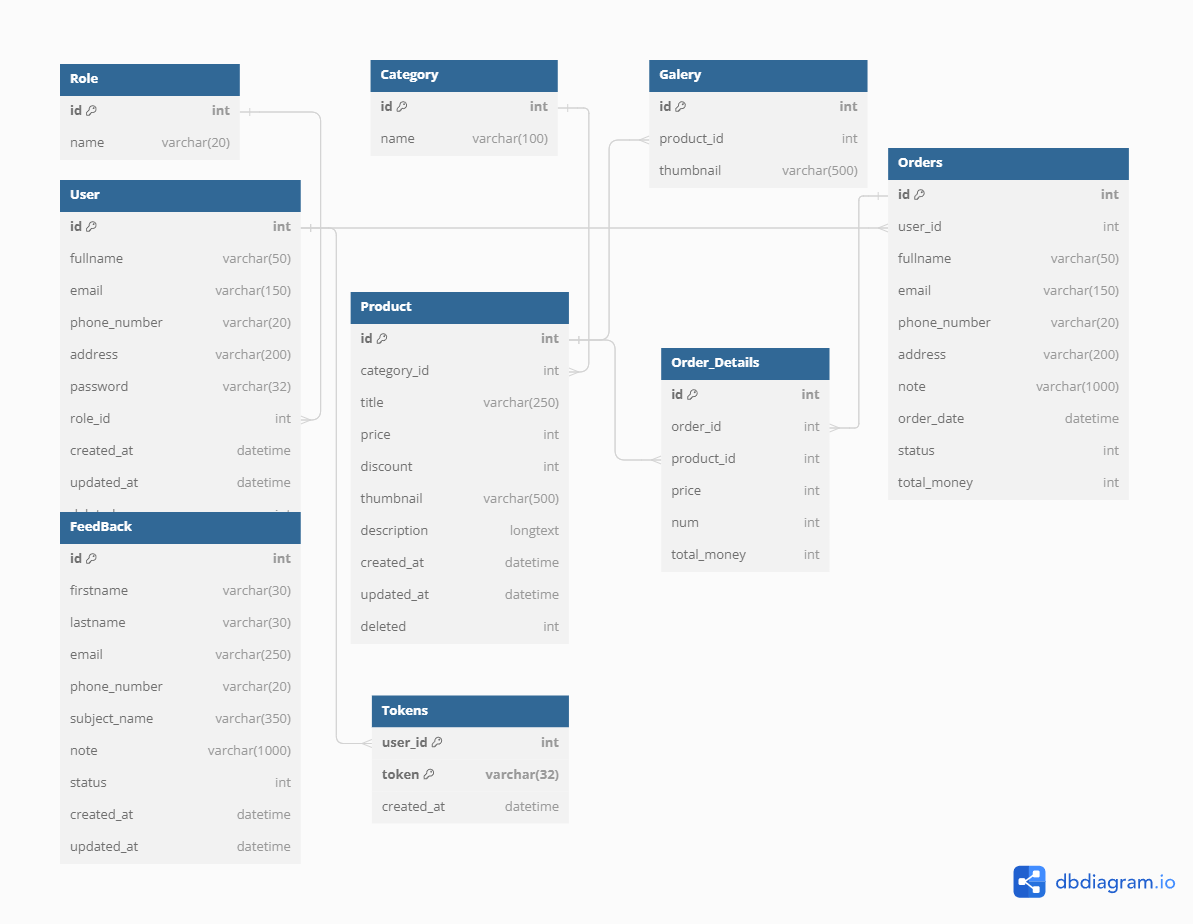 Role
id int
name varchar(20)
User
id int
fullname varchar(50)
email varchar(150)
phone_number varchar(20)
address varchar(200)
password varchar(32)
role_id int
created_at datetime
updated_at datetime
FeedBack
id int
firstname varchar(30)
lastname varchar(30)
email varchar(250)
phone_number varchar(20)
subject_name varchar(350)
note varchar(1000)
status int
created_at datetime
updated_at datetime
Category
id int
name varchar(100)
Product
id int
category_id int
title varchar(250)
price int
discount int
thumbnail varchar(500)
description longtext
created_at datetime
updated_at datetime
deleted int
Tokens
user_id int
token varchar(32)
created_at datetime
Galery
id int
product_id int
thumbnail varchar(500)
Order_Details
id int
order_id int
product_id int
price int
num int
total_money int
Orders
id int
user_id int
fullname varchar(50)
email varchar(150)
phone_number varchar(20)
address varchar(200)
note varchar(1000)
order_date datetime
status int
total_money int
dbdiagram.io